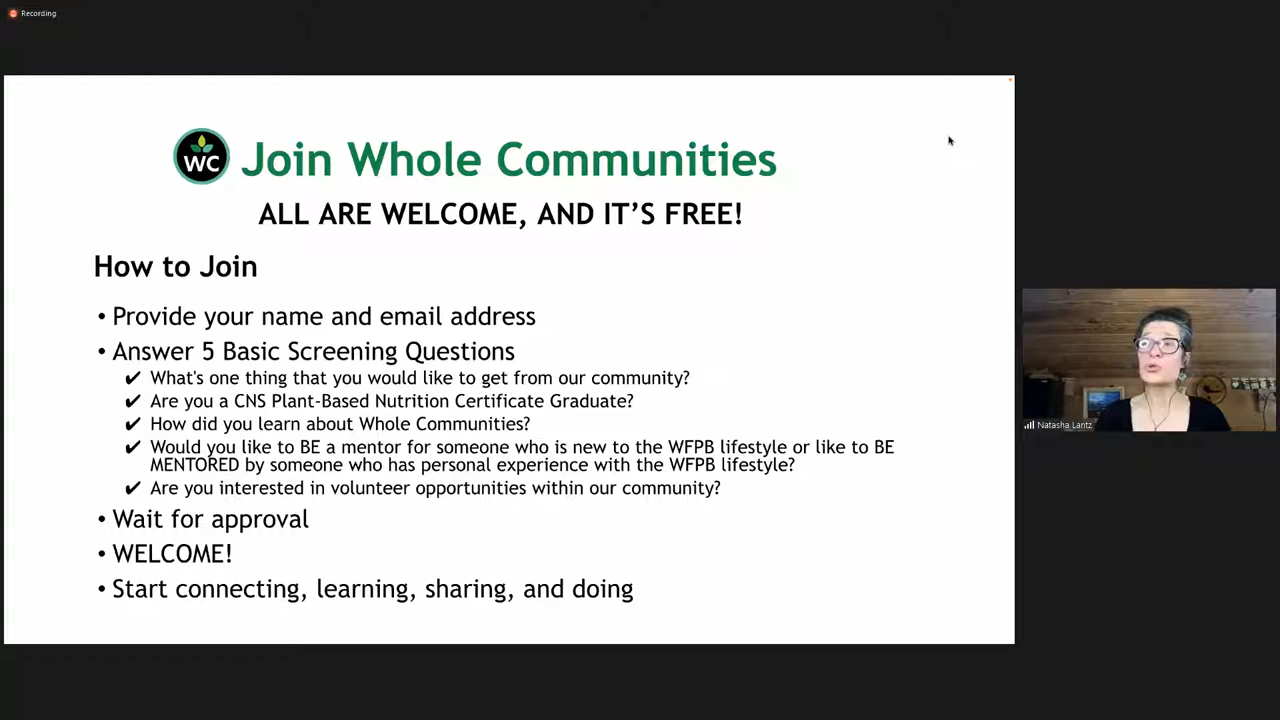 Recording
WC
Join Whole Communities
ALL ARE WELCOME, AND IT'S FREE!
How to Join
• Provide your name and email address
• Answer 5 Basic Screening Questions
✔ What's one thing that you would like to get from our community?
✔ Are you a CNS Plant-Based Nutrition Certificate Graduate?
✔ How did you learn about Whole Communities?
✔ Would you like to BE a mentor for someone who is new to the WFPB lifestyle or like to BE
MENTORED by someone who has personal experience with the WFPB lifestyle?
✔ Are you interested in volunteer opportunities within our community?
• Wait for approval
• WELCOME!
• Start connecting, learning, sharing, and doing
Natasha Lantz